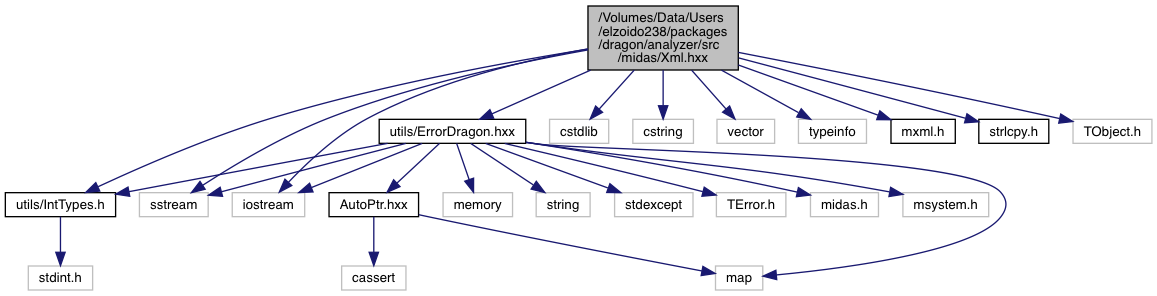 /Volumes/Data/Users
/elzoido238/packages
/dragon/analyzer/src
/midas/Xml.hxx
utils/ErrorDragon.hxx
cstdlib
cstring
vector
typeinfo
mxml.h
strlcpy.h
TObject.h
utils/IntTypes.h
sstream
iostream
AutoPtr.hxx
memory
string
stdexcept
TError.h
midas.h
msystem.h
stdint.h
cassert
map